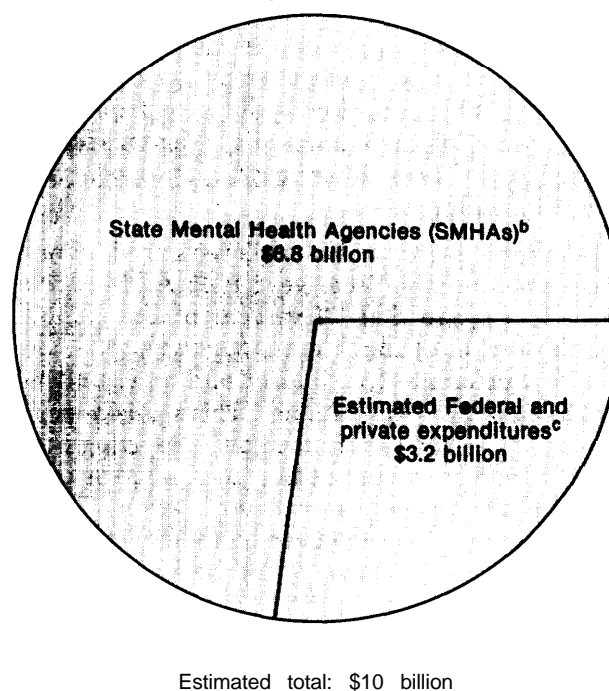 State Mental Health Agencies (SMHAs)ᵇ
$6.8 billion
Estimated Federal and
private expendituresᶜ
$3.2 billion
Estimated total: $10 billion